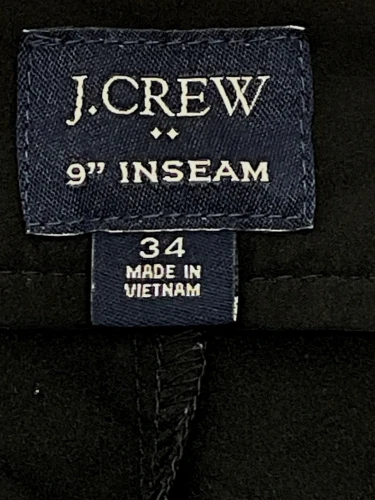 J.CREW
9” INSEAM
34
MADE IN
VIETNAM